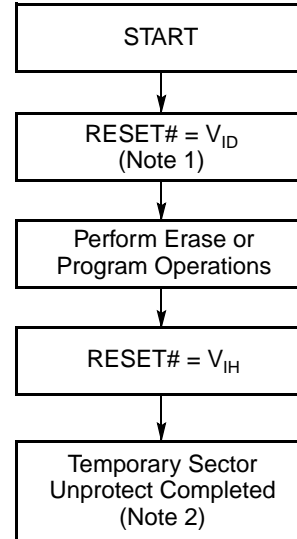 START
RESET# = V_ID
(Note 1)
Perform Erase or
Program Operations
RESET# = V_IH
Temporary Sector
Unprotect Completed
(Note 2)